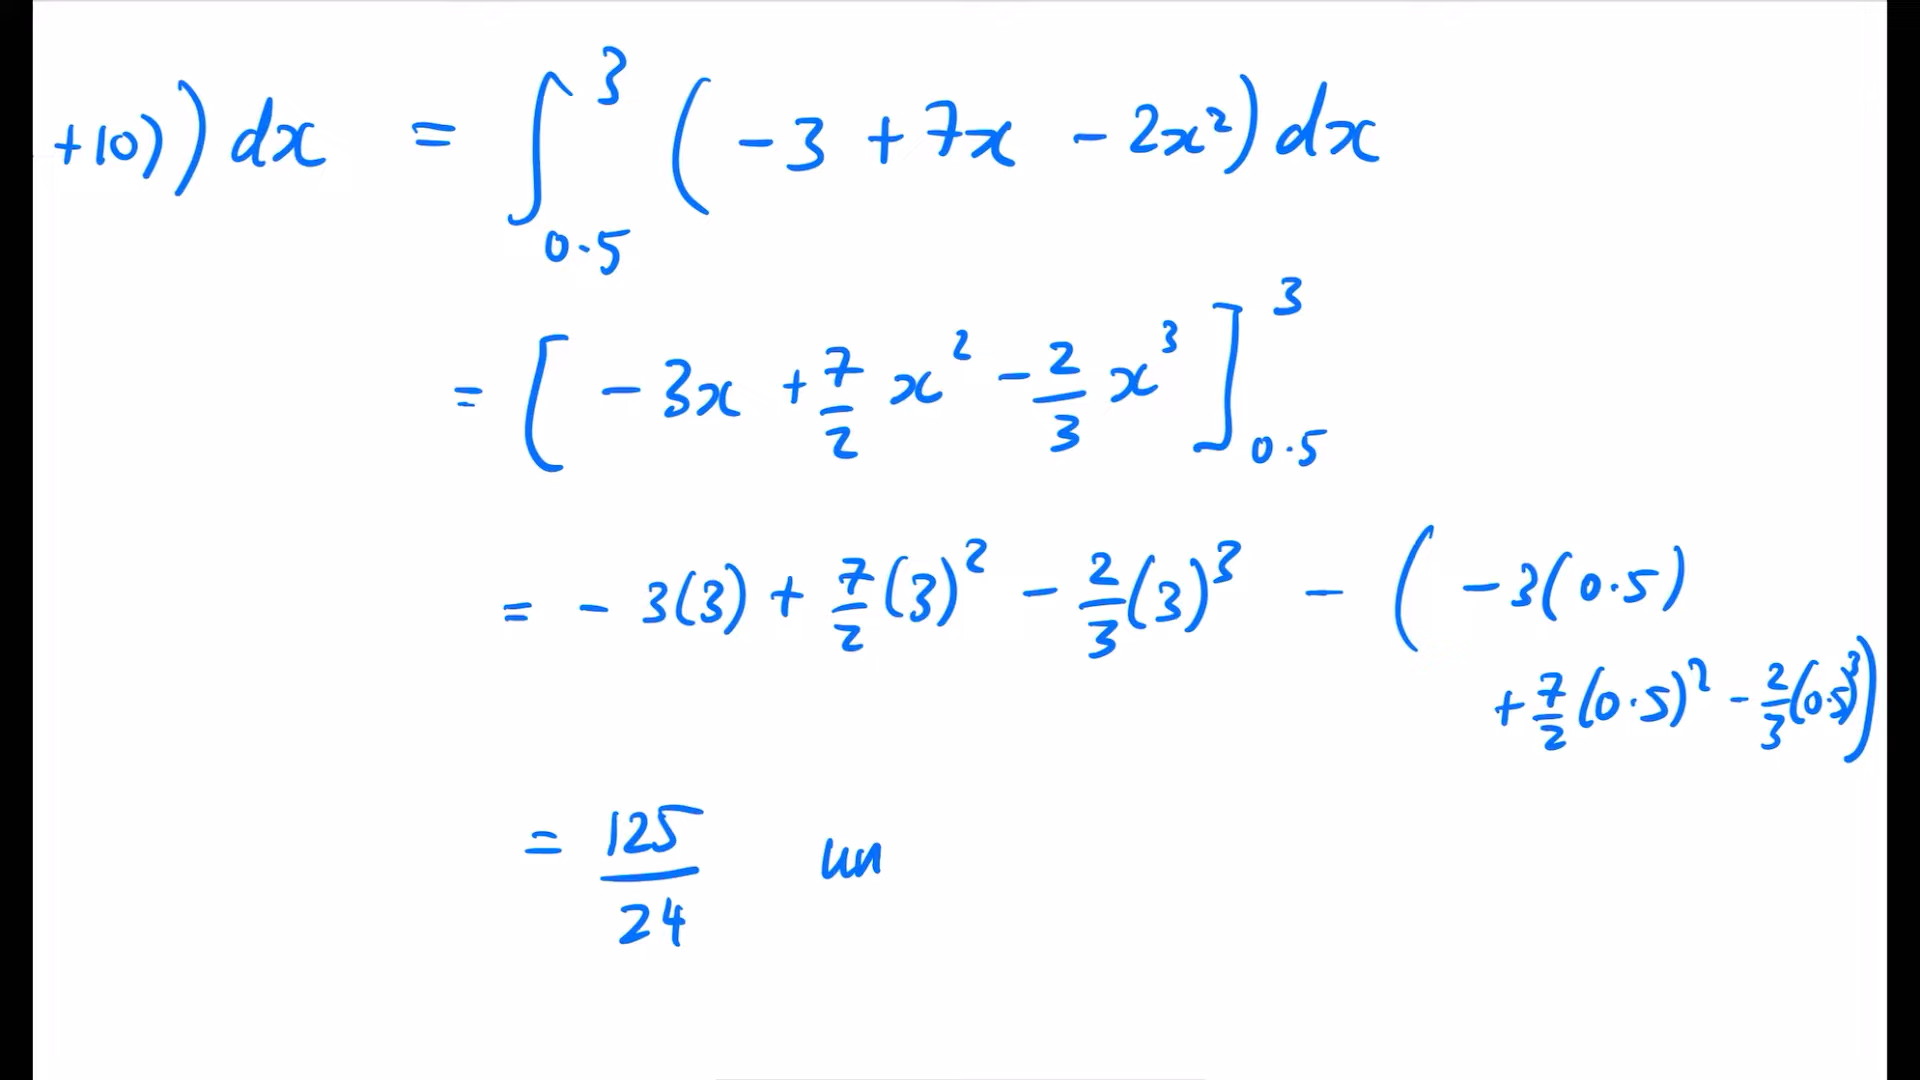 +10)) dx = ∫_{0.5}^{3} (-3 + 7x - 2x²) dx
= [-3x + 7/2 x² - 2/3 x³]_{0.5}^{3}
= -3(3) + 7/2 (3)² - 2/3 (3)³ - ( -3(0.5)
+ 7/2 (0.5)² - 2/3 (0.5)³)
= 125/24 un